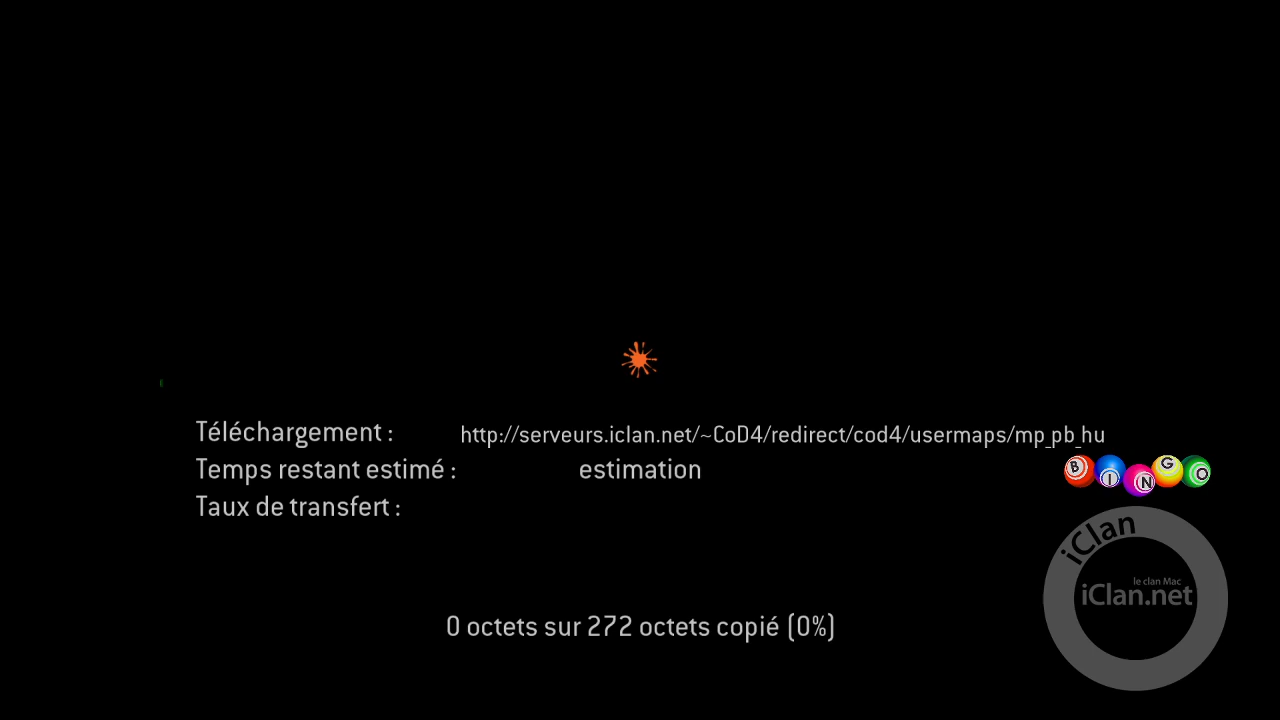 Téléchargement : http://serveurs.iclan.net/~CoD4/redirect/cod4/usermaps/mp_pb_hu
Temps restant estimé : estimation
BINGO
Taux de transfert :
iClan
le clan Mac
iClan.net
0 octets sur 272 octets copié (0%)